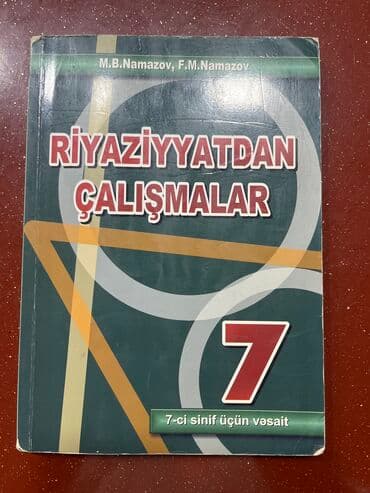 M.B.Namazov, F.M.Namazov
RİYAZİYYATDAN
ÇALIŞMALAR
7
7-ci sinif üçün vəsait